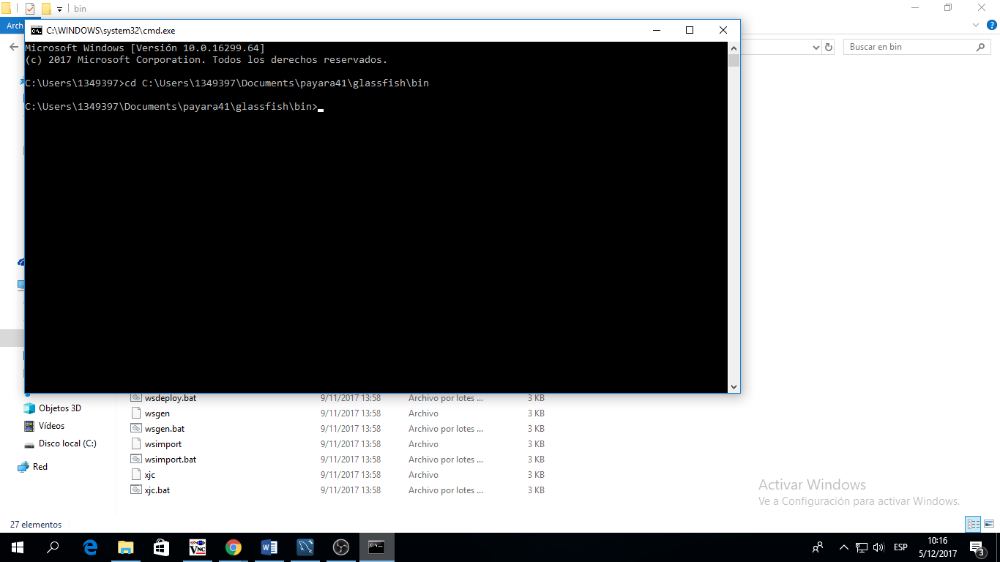 bin
Arch
C:\WINDOWS\system32\cmd.exe
Buscar en bin
Microsoft Windows [Versión 10.0.16299.64]
(c) 2017 Microsoft Corporation. Todos los derechos reservados.
C:\Users\1349397>cd C:\Users\1349397\Documents\payara41\glassfish\bin
C:\Users\1349397\Documents\payara41\glassfish\bin>
wsdeploy.bat 9/11/2017 13:58 Archivo por lotes ... 3 KB
Objetos 3D
wsgen 9/11/2017 13:58 Archivo 3 KB
Vídeos
wsgen.bat 9/11/2017 13:58 Archivo por lotes ... 3 KB
Disco local (C:)
wsimport 9/11/2017 13:58 Archivo 3 KB
wsimport.bat 9/11/2017 13:58 Archivo por lotes ... 3 KB
Red
xjc 9/11/2017 13:58 Archivo 3 KB
xjc.bat 9/11/2017 13:58 Archivo por lotes ... 3 KB
Activar Windows
Ve a Configuración para activar Windows.
27 elementos
VNC
ESP
10:16
5/12/2017
3